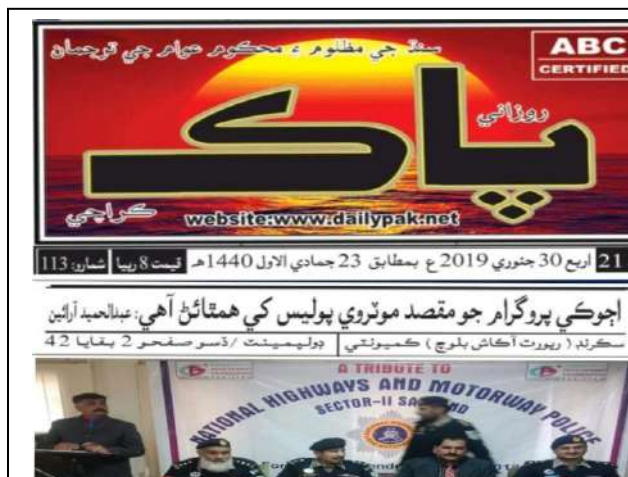 سنڌ جي مظلوم ۽ محڪوم عوام جي ترجمان
ABC
CERTIFIED
روزاني
پاڪ
ڪراچي
website:www.dailypak.net
21 اربع 30 جنوري 2019 ع بمطابق 23 جمادي الاول 1440هه قيمت 8 رپيا شمارو: 113
اڄوڪي پروگرام جو مقصد موٽروي پوليس کي همٿائڻ آهي: عبدالحميد آرائين
سڪرنڊ ( رپورٽ آڪاش بلوچ ) ڪميونٽي ڊولپمينٽ /ڏسو صفحو 2 بقايا 42
A TRIBUTE TO
NATIONAL HIGHWAYS AND MOTORWAY POLICE
SECTOR-II